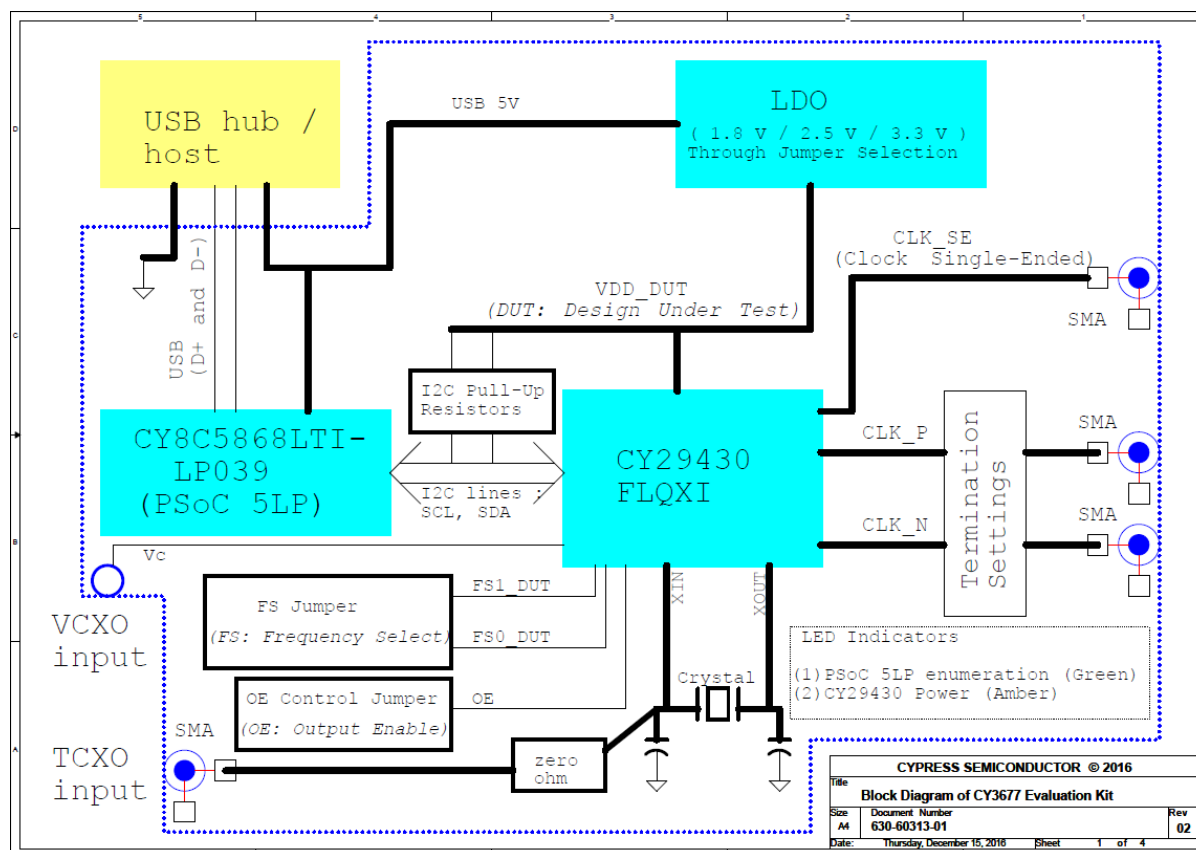 5 4 3 2 1
D
C
B
A
USB hub /
host
USB 5V
LDO
( 1.8 V / 2.5 V / 3.3 V )
Through Jumper Selection
USB
(D+ and D-)
VDD_DUT
(DUT: Design Under Test)
CLK_SE
(Clock Single-Ended)
SMA
I2C Pull-Up
Resistors
CY8C5868LTI-
LP039
(PSoC 5LP)
I2C lines :
SCL, SDA
CY29430
FLQXI
CLK_P
CLK_N
Termination
Settings
SMA
SMA
Vc
VCXO
input
FS Jumper
(FS: Frequency Select)
FS1_DUT
FS0_DUT
OE Control Jumper
(OE: Output Enable)
OE
XIN
XOUT
Crystal
LED Indicators
(1)PSoC 5LP enumeration (Green)
(2)CY29430 Power (Amber)
SMA
TCXO
input
zero
ohm
CYPRESS SEMICONDUCTOR © 2016
Title
Block Diagram of CY3677 Evaluation Kit
Size Document Number Rev
A4 630-60313-01 02
Date: Thursday, December 15, 2016 Sheet 1 of 4